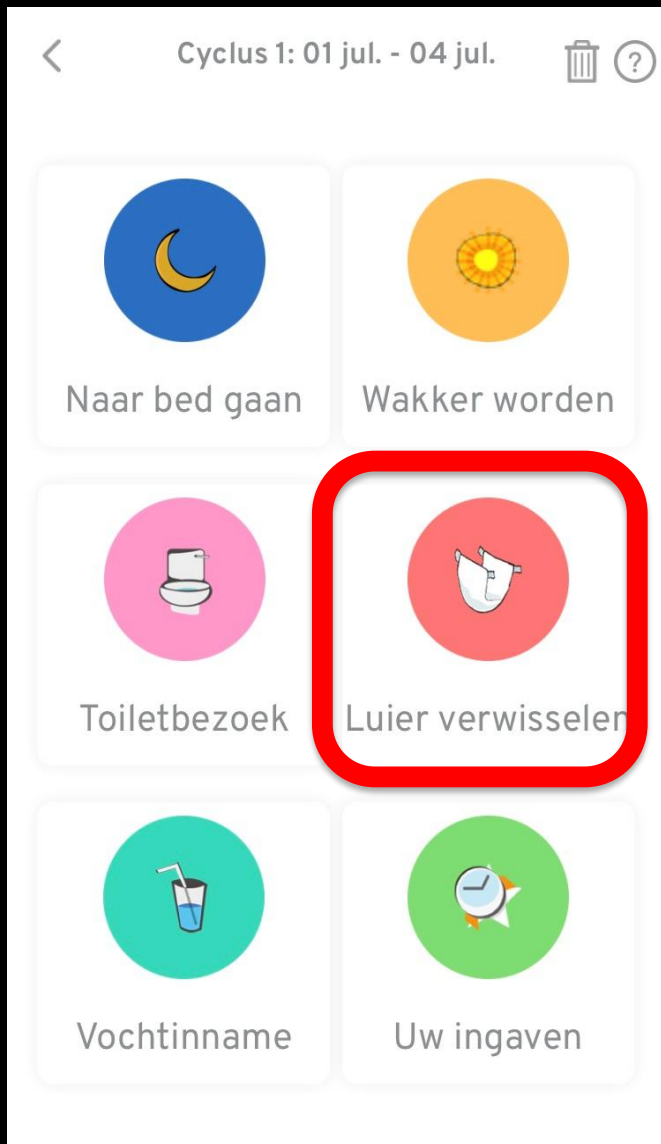 Cyclus 1: 01 jul. - 04 jul.
?
Naar bed gaan
Wakker worden
Toiletbezoek
Luier verwisselen
Vochtinname
Uw ingaven